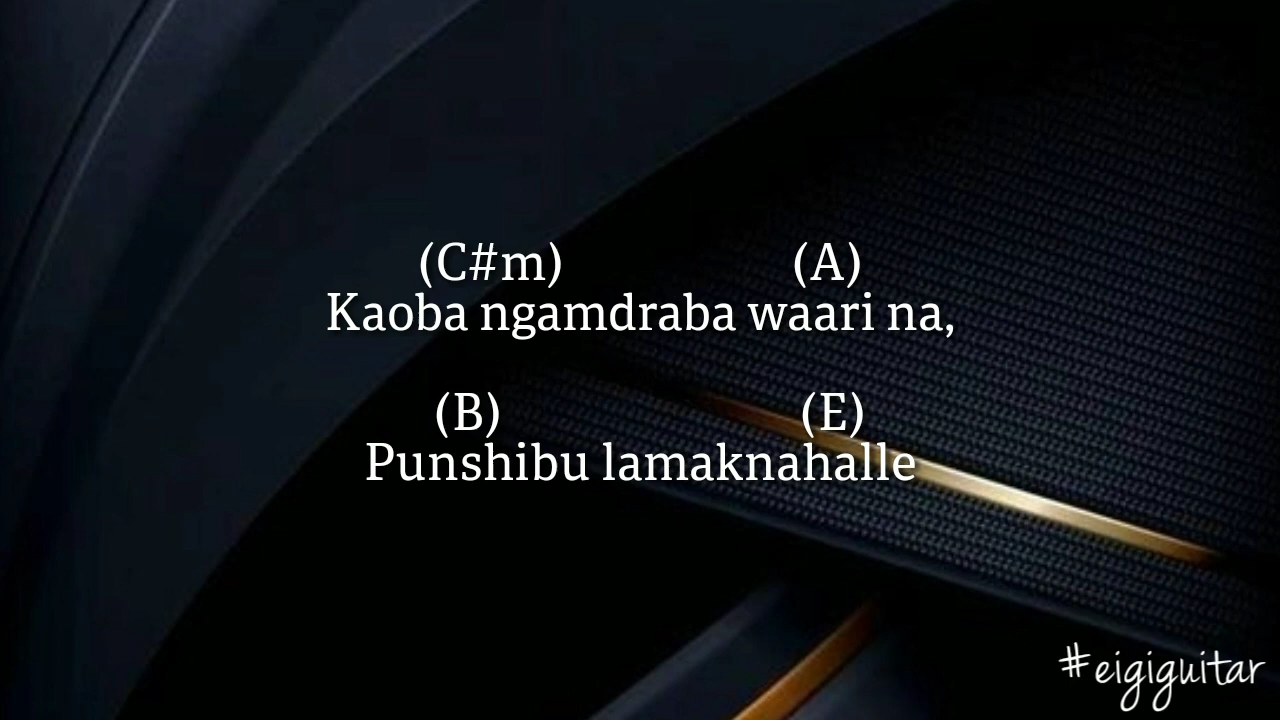 (C#m) (A)
Kaoba ngamdraba waari na,
(B) (E)
Punshibu lamaknahalle
#eigiguitar